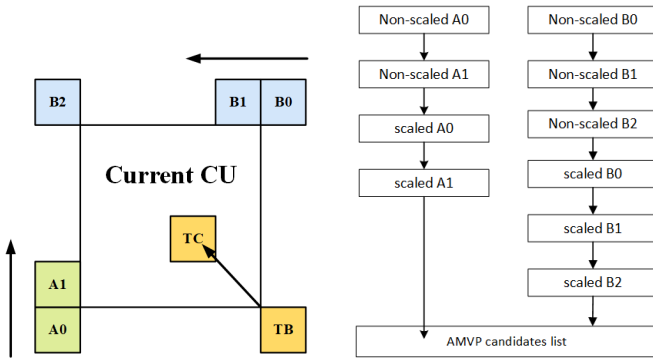 B2
B1
B0
Current CU
TC
A1
A0
TB
Non-scaled A0
Non-scaled A1
scaled A0
scaled A1
Non-scaled B0
Non-scaled B1
Non-scaled B2
scaled B0
scaled B1
scaled B2
AMVP candidates list